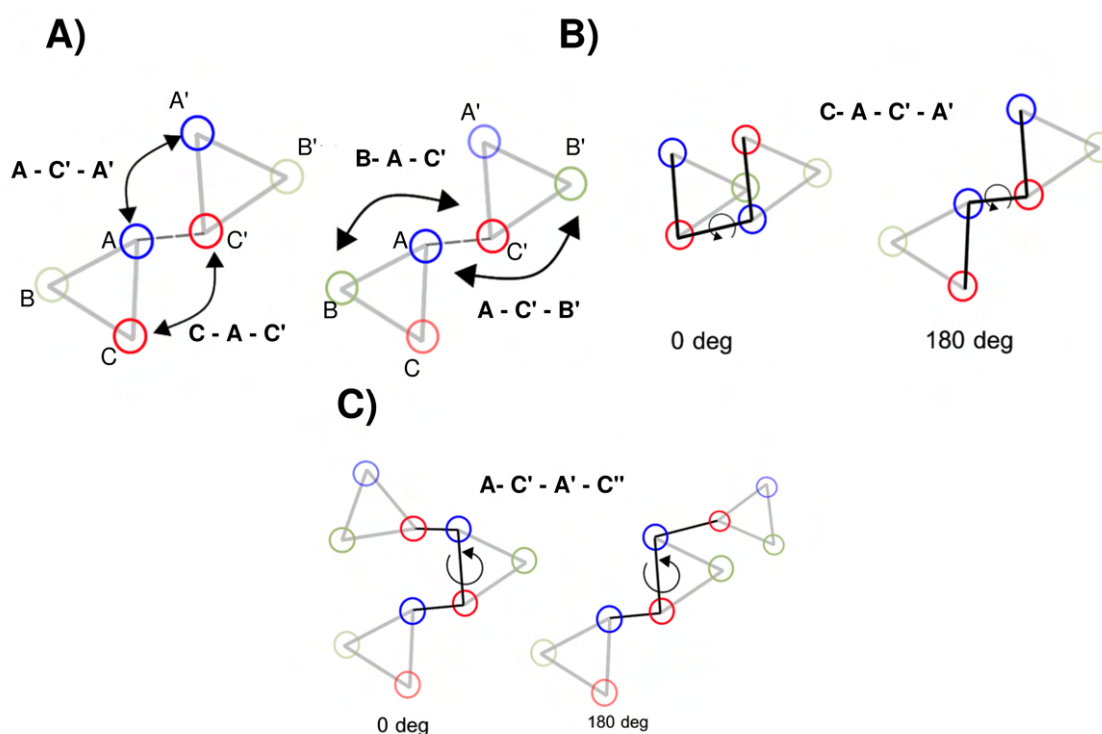 A)
A'
B'
A - C' - A'
A
C'
B
C - A - C'
C
A'
B'
B- A - C'
A
C'
B
A - C' - B'
C
B)
C- A - C' - A'
0 deg
180 deg
C)
A- C' - A' - C"
0 deg
180 deg